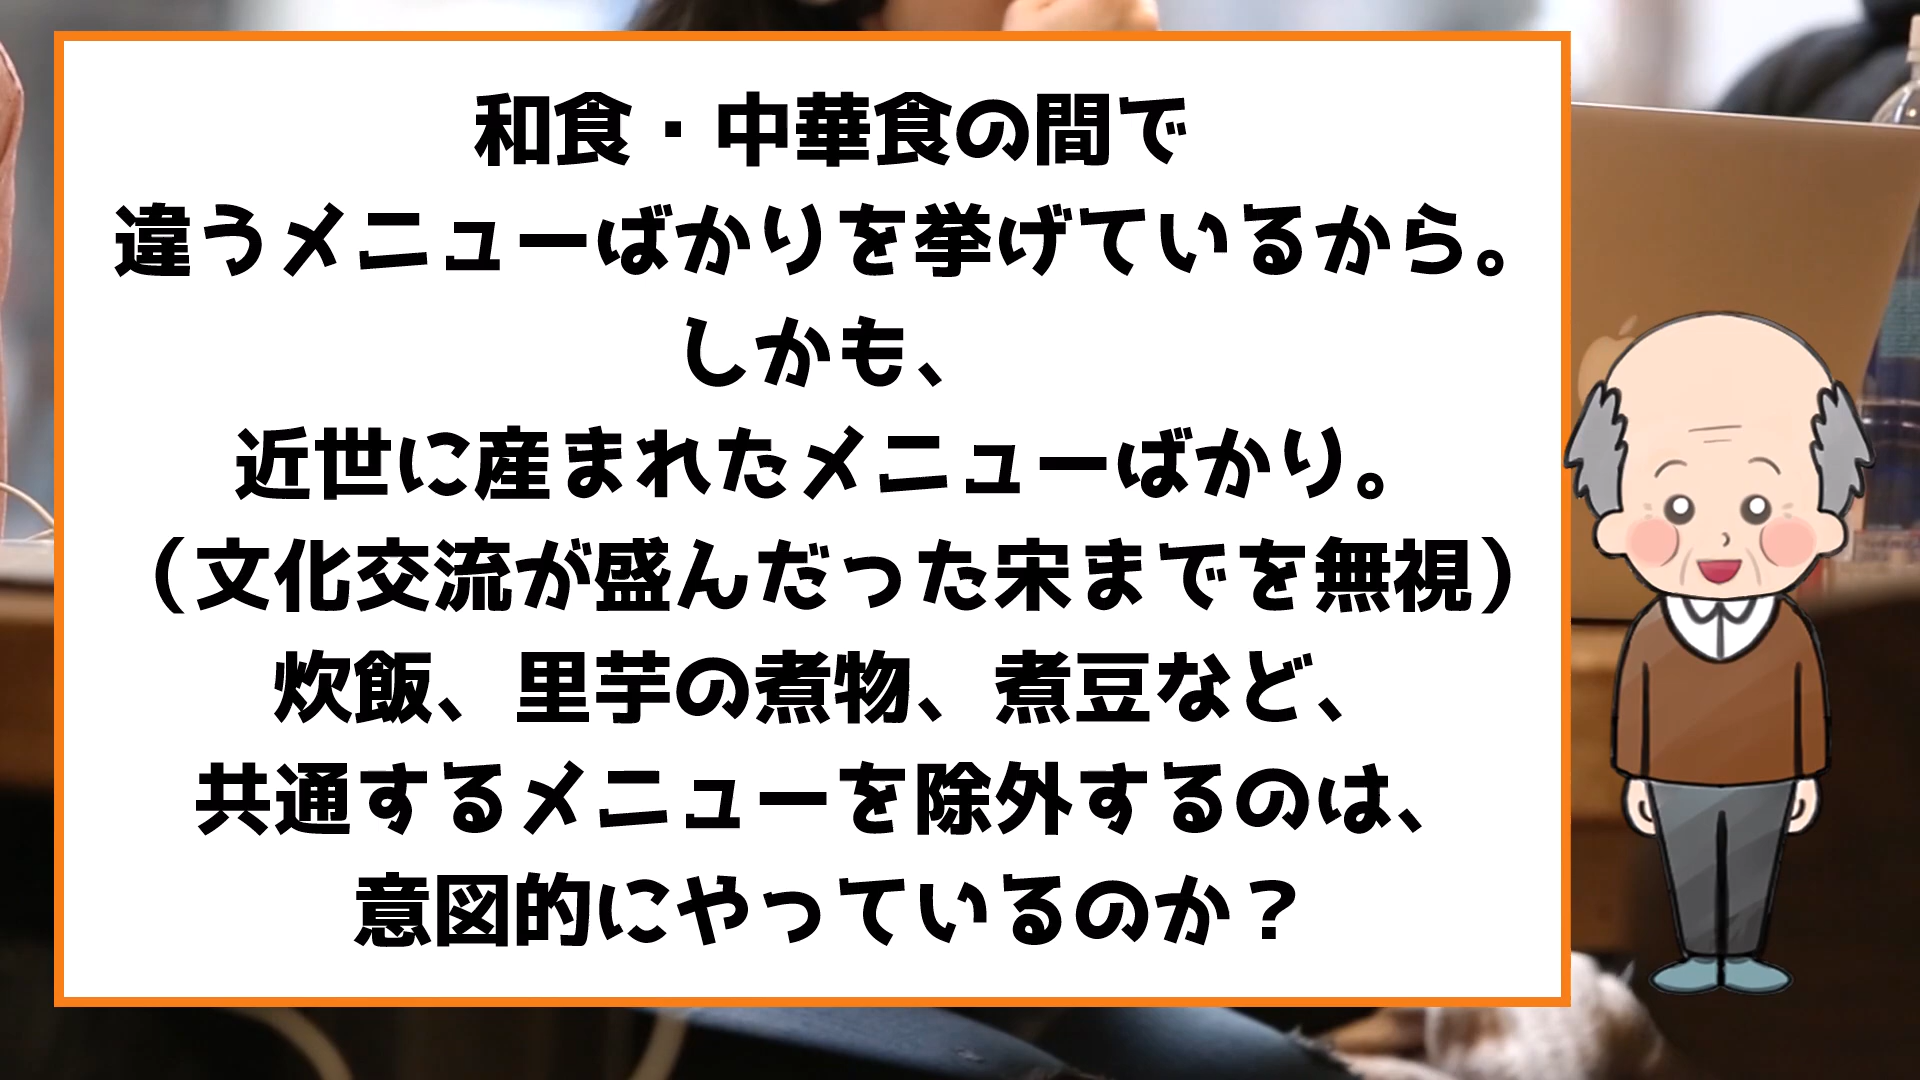 和食・中華食の間で
違うメニューばかりを挙げているから。
しかも、
近世に産まれたメニューばかり。
（文化交流が盛んだった宋までを無視）
炊飯、里芋の煮物、煮豆など、
共通するメニューを除外するのは、
意図的にやっているのか？